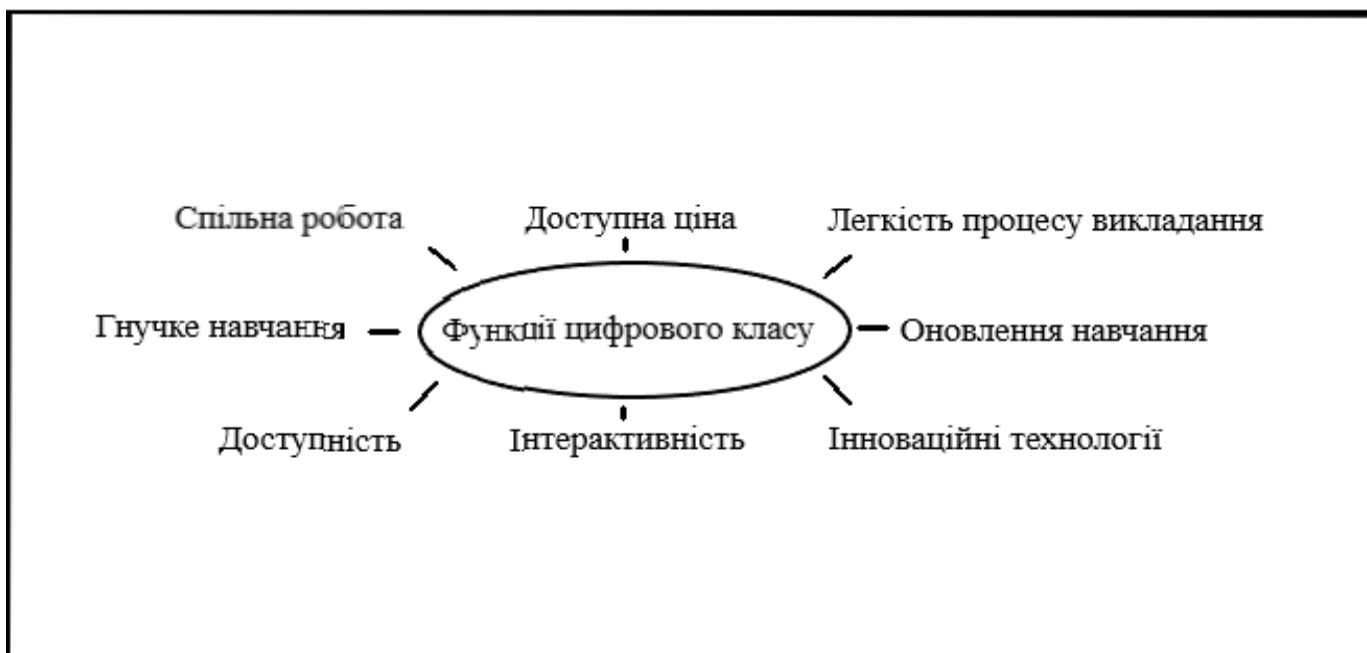 Спільна робота
Доступна ціна
Легкість процесу викладання
Гнучке навчання
Функції цифрового класу
Оновлення навчання
Доступність
Інтерактивність
Інноваційні технології